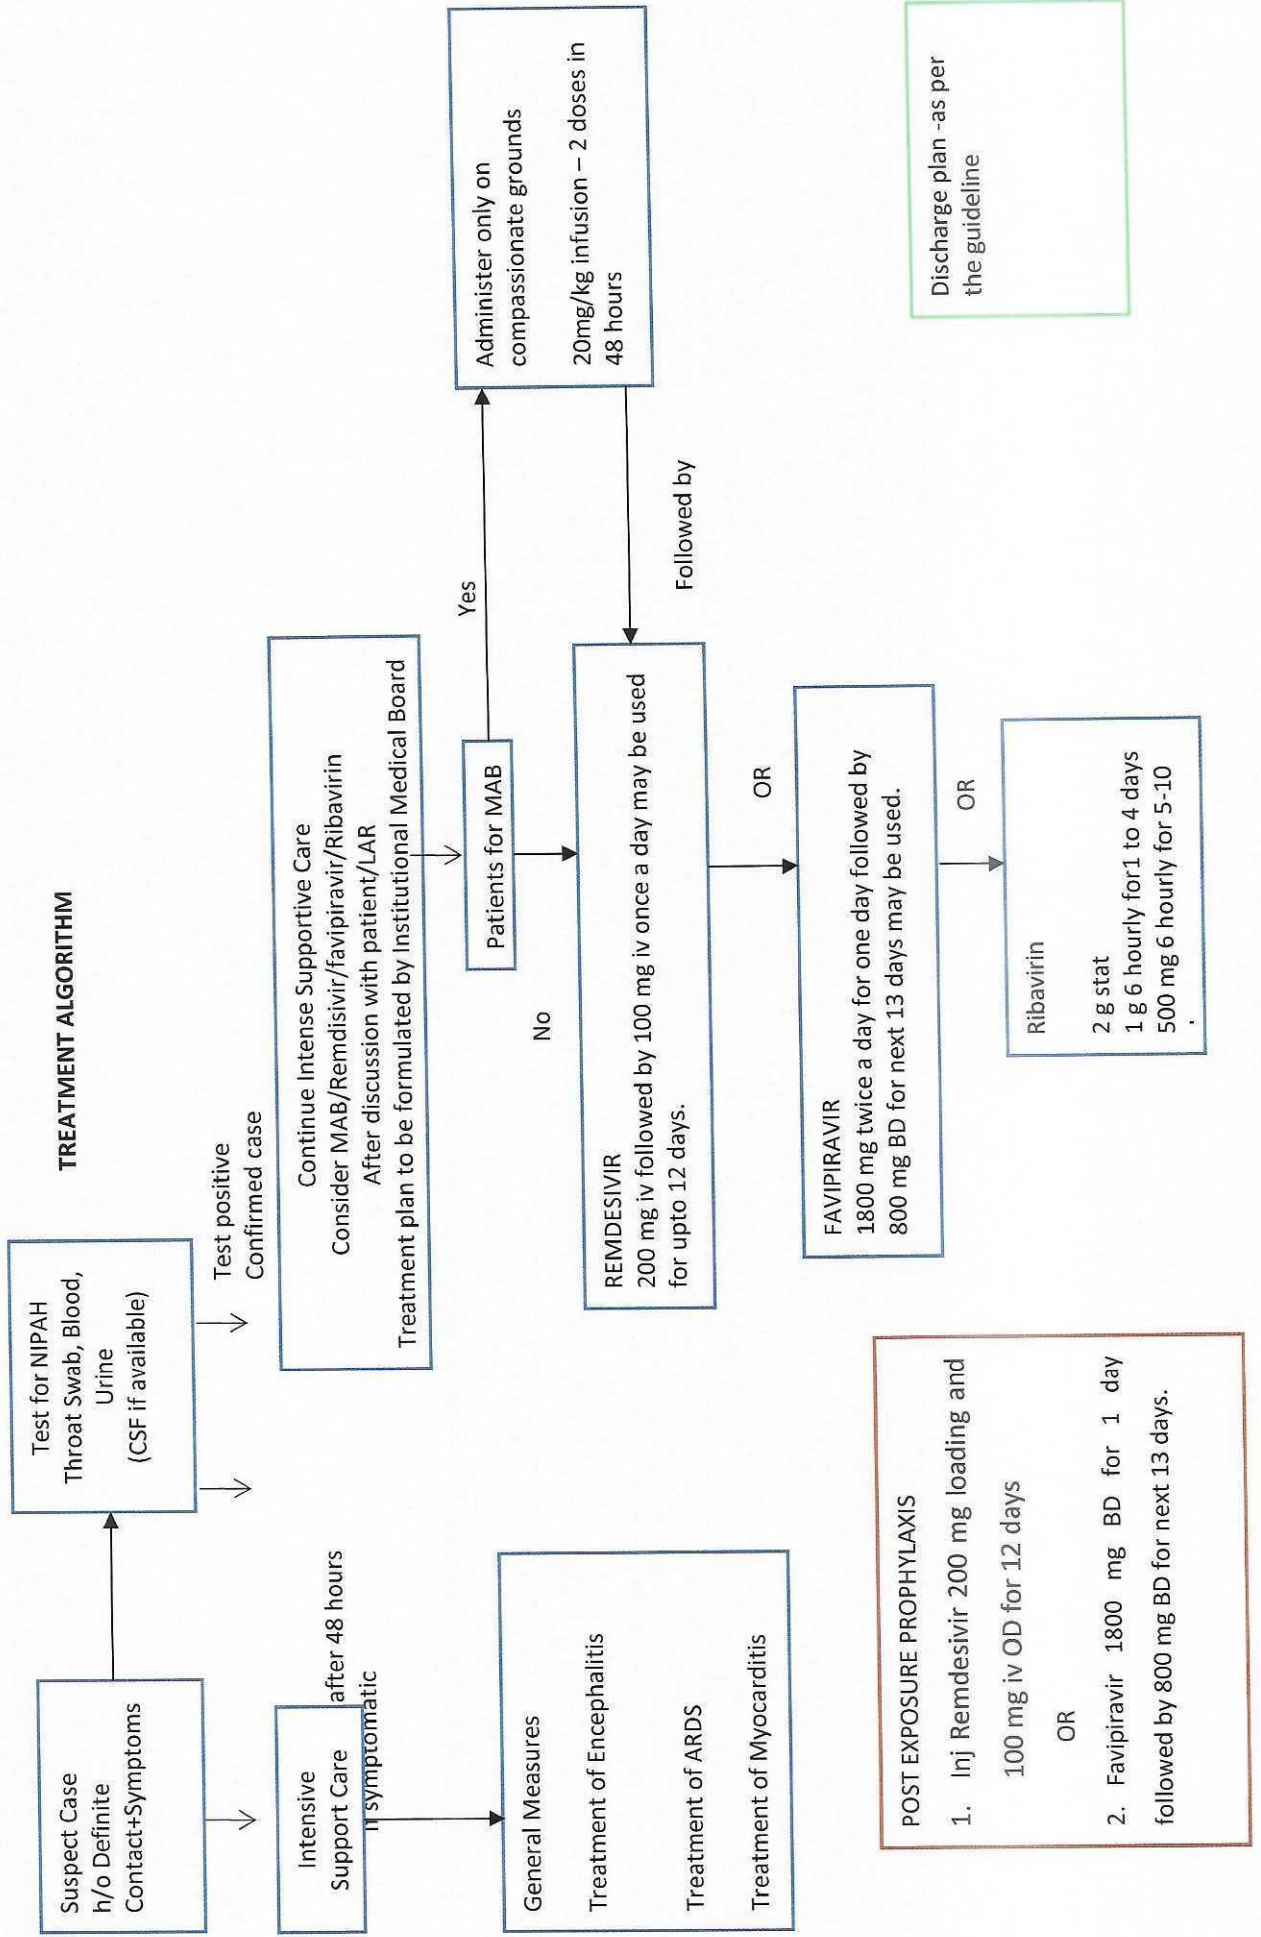 TREATMENT ALGORITHM
Suspect Case
h/o Definite
Contact+Symptoms
Test for NIPAH
Throat Swab, Blood,
Urine
(CSF if available)
Intensive
Support Care
after 48 hours
symptomatic
General Measures
Treatment of Encephalitis
Treatment of ARDS
Treatment of Myocarditis
Test positive
Confirmed case
Continue Intense Supportive Care
Consider MAB/Remdisivir/favipiravir/Ribavirin
After discussion with patient/LAR
Treatment plan to be formulated by Institutional Medical Board
Patients for MAB
Yes
Administer only on
compassionate grounds
20mg/kg infusion – 2 doses in
48 hours
No
Followed by
REMDESIVIR
200 mg iv followed by 100 mg iv once a day may be used
for upto 12 days.
OR
FAVIPIRAVIR
1800 mg twice a day for one day followed by
800 mg BD for next 13 days may be used.
OR
Ribavirin
2 g stat
1 g 6 hourly for1 to 4 days
500 mg 6 hourly for 5-10
.
POST EXPOSURE PROPHYLAXIS
1. Inj Remdesivir 200 mg loading and
100 mg iv OD for 12 days
OR
2. Favipiravir 1800 mg BD for 1 day
followed by 800 mg BD for next 13 days.
Discharge plan -as per
the guideline